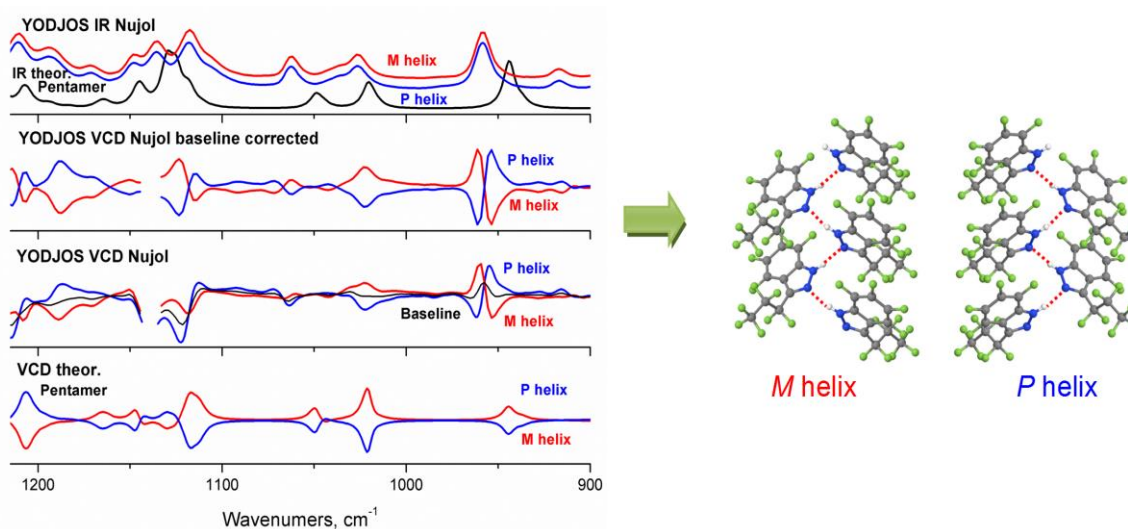 YODJOS IR Nujol
M helix
IR theor.
Pentamer
P helix
YODJOS VCD Nujol baseline corrected
P helix
M helix
YODJOS VCD Nujol
P helix
Baseline
M helix
VCD theor.
Pentamer
P helix
M helix
1200 1100 1000 900
Wavenumers, cm-1
M helix P helix